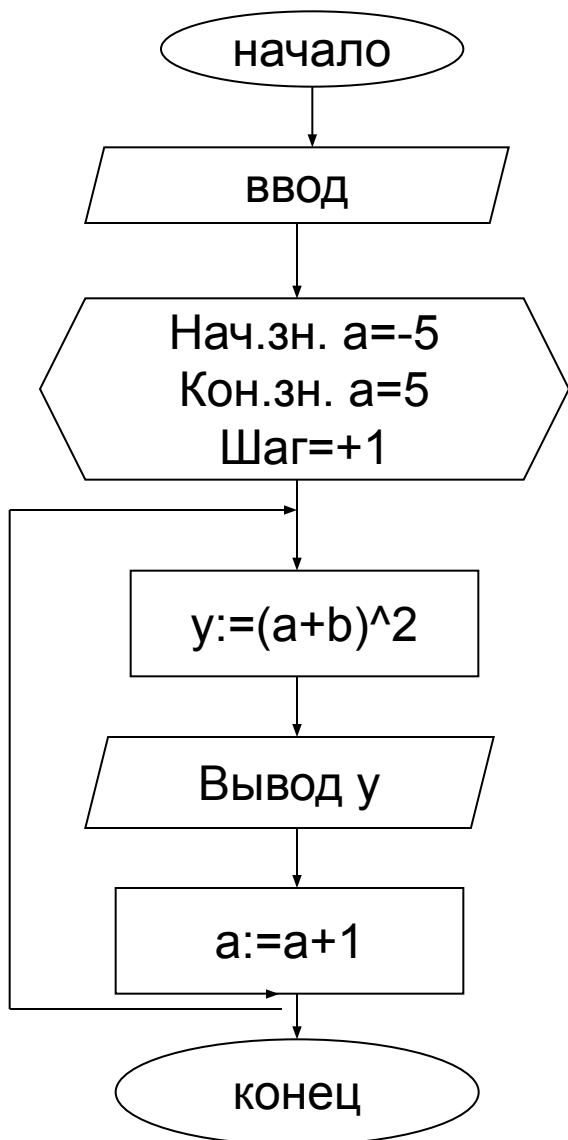 начало
ввод
Нач.зн. а=-5
Кон.зн. а=5
Шаг=+1
y:=(a+b)^2
Вывод у
a:=a+1
конец